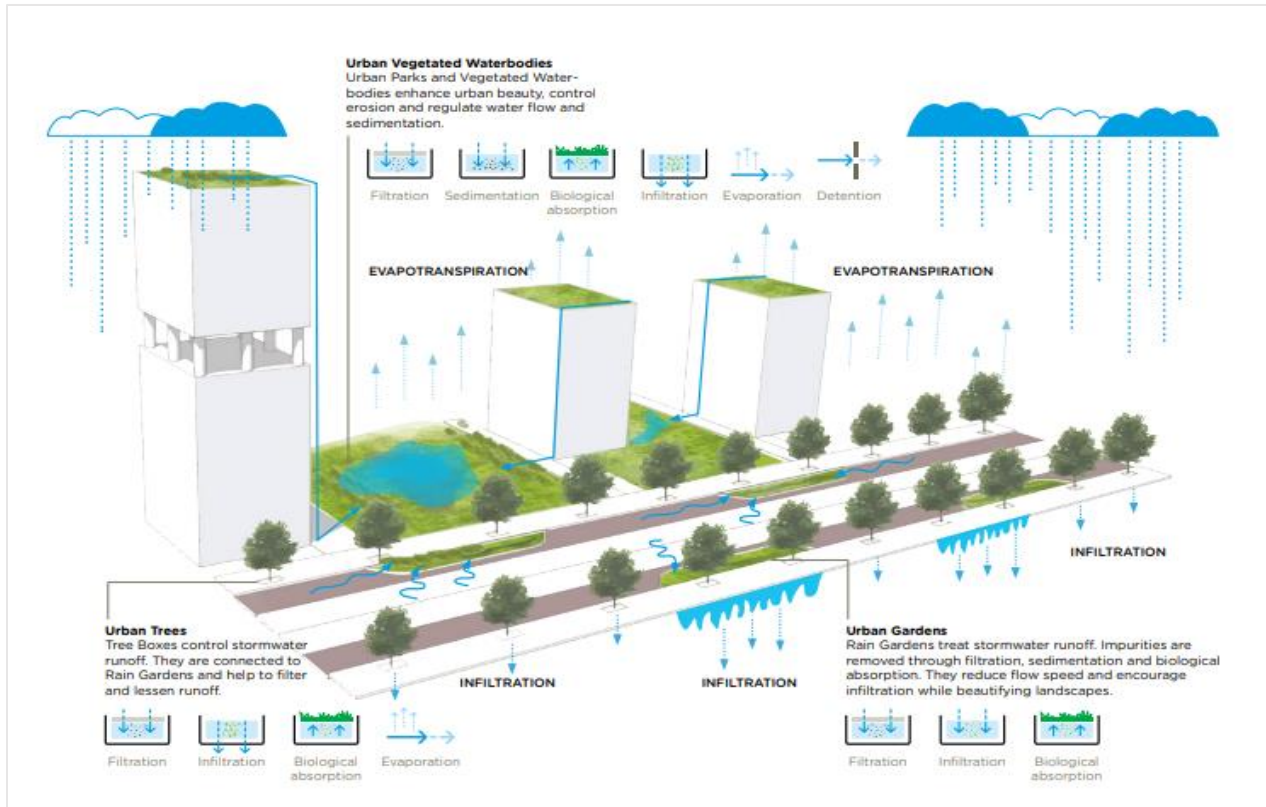 Urban Vegetated Waterbodies
Urban Parks and Vegetated Water-
bodies enhance urban beauty, control
erosion and regulate water flow and
sedimentation.
Filtration
Sedimentation
Biological
absorption
Infiltration
Evaporation
Detention
EVAPOTRANSPIRATION
EVAPOTRANSPIRATION
INFILTRATION
Urban Trees
Tree Boxes control stormwater
runoff. They are connected to
Rain Gardens and help to filter
and lessen runoff.
INFILTRATION
INFILTRATION
Urban Gardens
Rain Gardens treat stormwater runoff. Impurities are
removed through filtration, sedimentation and biological
absorption. They reduce flow speed and encourage
infiltration while beautifying landscapes.
Filtration
Infiltration
Biological
absorption
Evaporation
Filtration
Infiltration
Biological
absorption